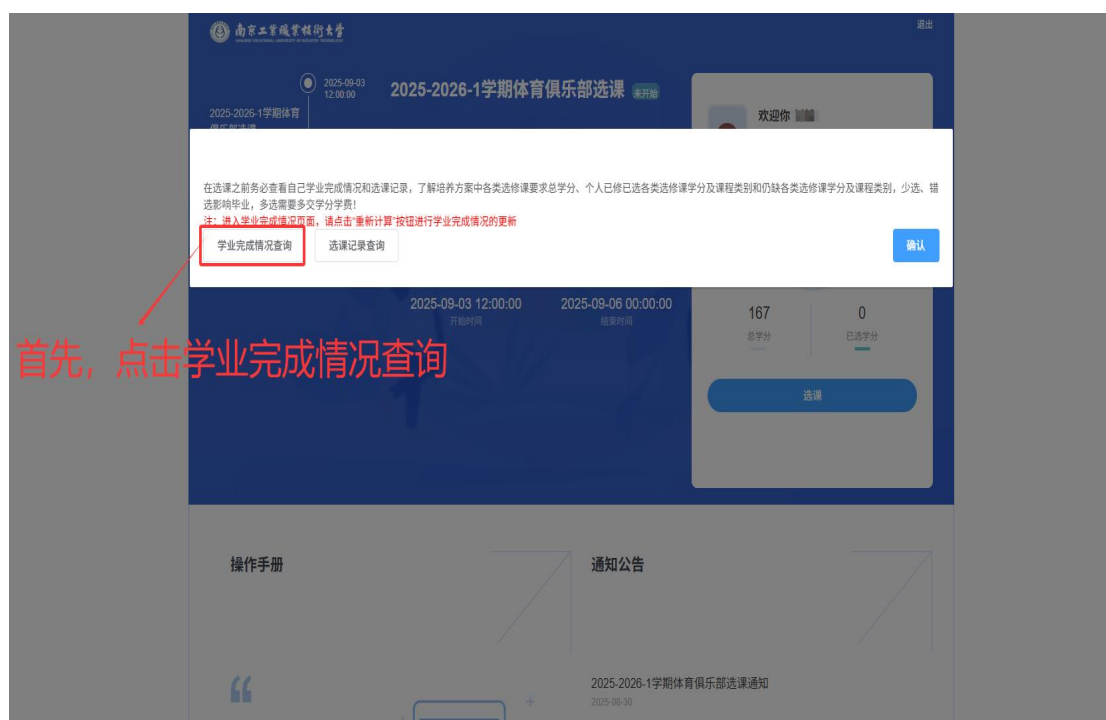 南京工业职业技术大学
退出
2025-09-03
12:00:00
2025-2026-1学期体育俱乐部选课 未开始
2025-2026-1学期体育
欢迎你
在选课之前务必查看自己学业完成情况和选课记录，了解培养方案中各类选修课要求总学分、个人已修已选各类选修课学分及课程类别和仍缺各类选修课学分及课程类别，少选、错
选影响毕业，多选需要多交学分学费！
注：进入学业完成情况页面，请点击“重新计算”按钮进行学业完成情况的更新
学业完成情况查询 选课记录查询 确认
2025-09-03 12:00:00 2025-09-06 00:00:00
开始时间 结束时间
167 0
总学分 已选学分
首先，点击学业完成情况查询
选课
操作手册 通知公告
2025-2026-1学期体育俱乐部选课通知
2025-08-30